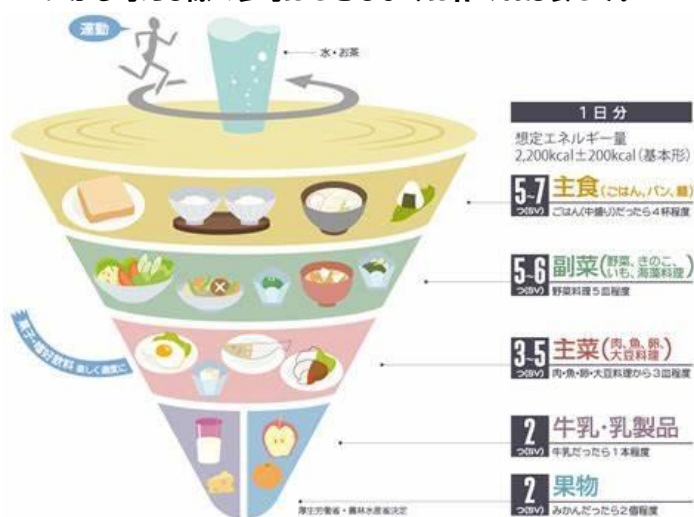 運動
水・お茶
1日分
想定エネルギー量
2,200kcal±200kcal(基本形)
5~7
つ(SV)
主食(ごはん、パン、麺)
ごはん(中盛り)だったら4杯程度
5~6
つ(SV)
副菜(野菜、きのこ、
いも、海藻料理)
野菜料理5皿程度
菓子・嗜好飲料 楽しく適度に
3~5
つ(SV)
主菜(肉、魚、卵、
大豆料理)
肉・魚・卵・大豆料理から3皿程度
2
つ(SV)
牛乳・乳製品
牛乳だったら1本程度
2
つ(SV)
果物
みかんだったら2個程度
厚生労働省・農林水産省決定